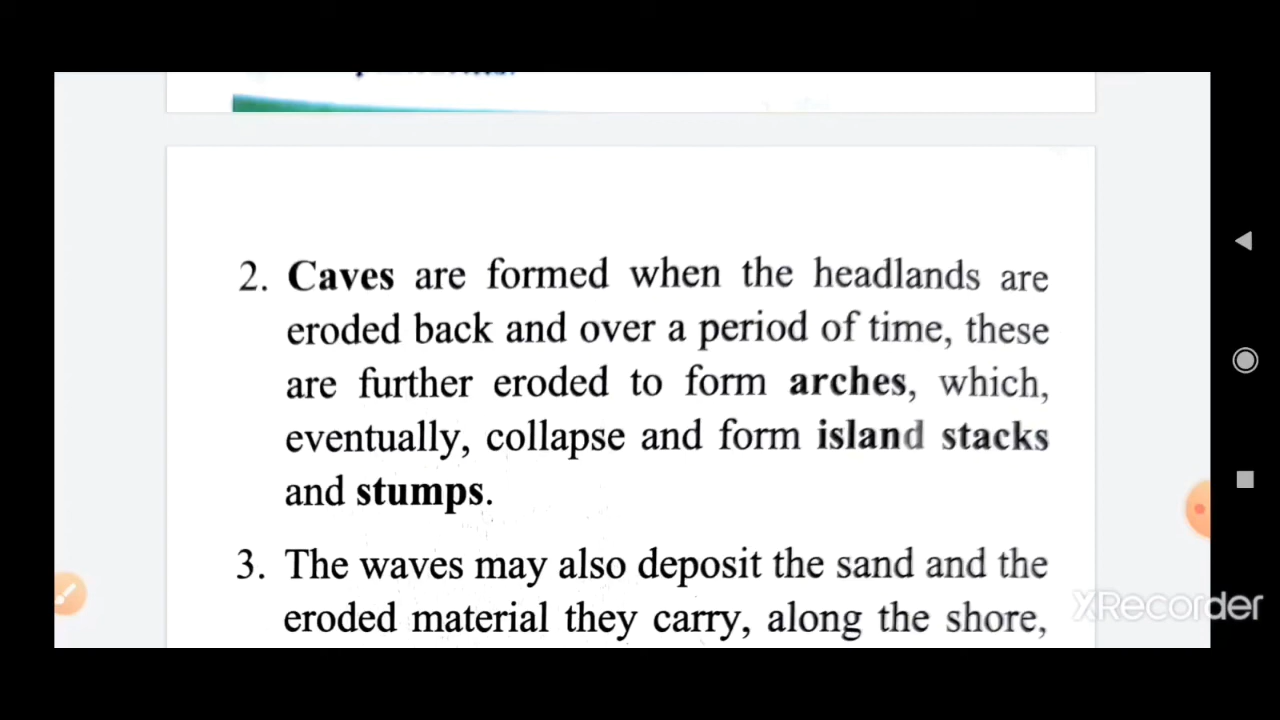 2. Caves are formed when the headlands are
eroded back and over a period of time, these
are further eroded to form arches, which,
eventually, collapse and form island stacks
and stumps.
3. The waves may also deposit the sand and the
eroded material they carry, along the shore,
XRecorder